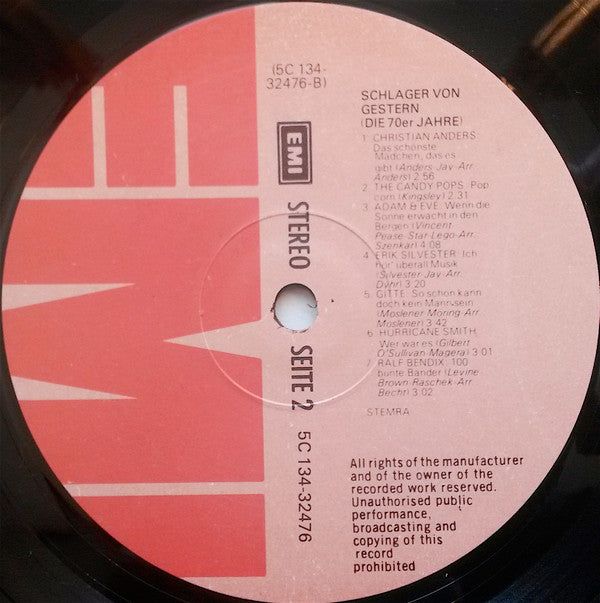 (5C 134-
32476-B)
SCHLAGER VON
GESTERN
(DIE 70er JAHRE)
1 CHRISTIAN ANDERS:
Das schönste
Mädchen, das es
gibt (Anders-Jay-Arr.
Anders) 2.56
2. THE CANDY POPS: Pop
corn (Kingsley) 2.31
3. ADAM & EVE: Wenn die
Sonne erwacht in den
Bergen (Vincent
Pease-Star-Lego-Arr.
Szenkar) 4.08
4. ERIK SILVESTER: Ich
hör' überall Musik
(Silvester Jay-Arr.
Dyhr) 3.20
5. GITTE: So schon kann
doch kein Mann sein
(Moslener Moring-Arr.
Moslener) 3.42
6. HURRICANE SMITH:
Wer war es (Gilbert
O'Sullivan-Magera) 3.01
7. RALF BENDIX: 100
bunte Bänder (Levine-
Brown-Raschek-Arr.
Becht) 3.02
STEMRA
EMI
STEREO
SEITE 2
5C 134-32476
All rights of the manufacturer
and of the owner of the
recorded work reserved.
Unauthorised public
performance,
broadcasting and
copying of this
record
prohibited